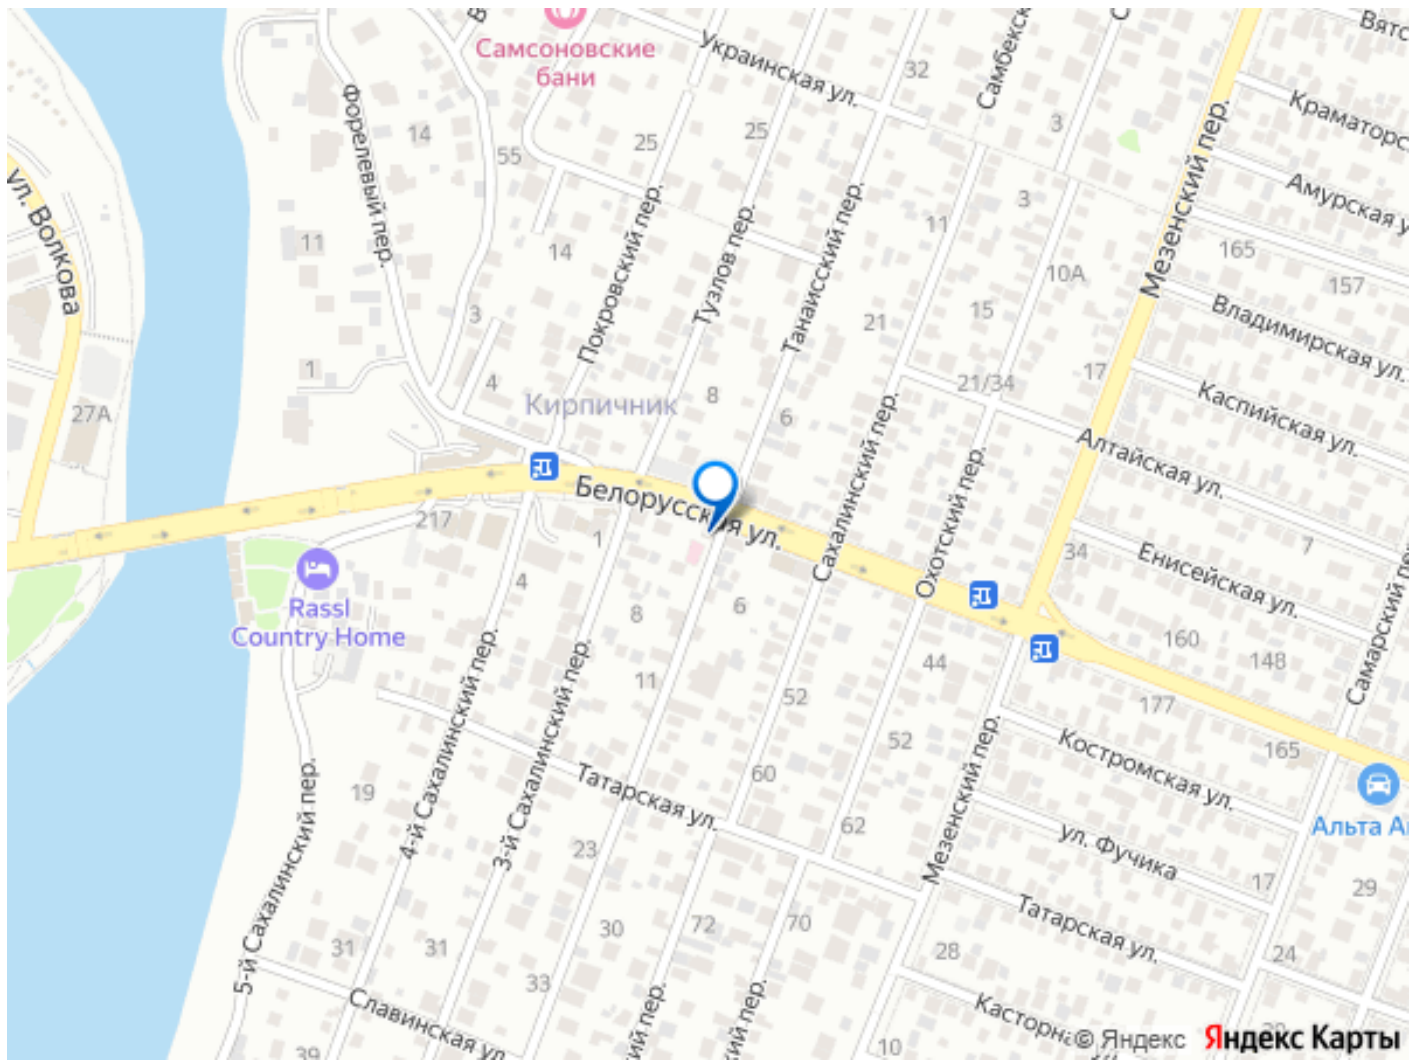 Вятс
Самсоновские
бани
Украинская ул.
32
Самбекск
Краматорс
Форелевый пер.
14
25
25
3
55
ул. Волкова
Амурская у
Мезенский пер.
3
11
11
14
165
157
10А
Покровский пер.
Тузлов пер.
Танаисский пер.
15
3
21
Владимирская ул.
1
4
8
21/34
17
Каспийская ул.
27А
Кирпичник
6
Сахалинский пер.
Алтайская ул.
Охотский пер.
Белорусская ул.
217
1
34
7
Енисейская ул.
4
Rassl
Country Home
8
6
160
148
Самарский пер
44
11
52
177
165
Мезенский пер.
52
Костромская ул.
5-й Сахалинский пер.
4-й Сахалинский пер.
3-й Сахалинский пер.
60
19
Татарская ул.
62
Альта А
ул. Фучика
23
17
29
30
72
70
Татарская ул.
31
31
28
24
33
Славинская ул.
кий пер.
кий пер.
Касторна
39
10
© Яндекс
Яндекс Карты